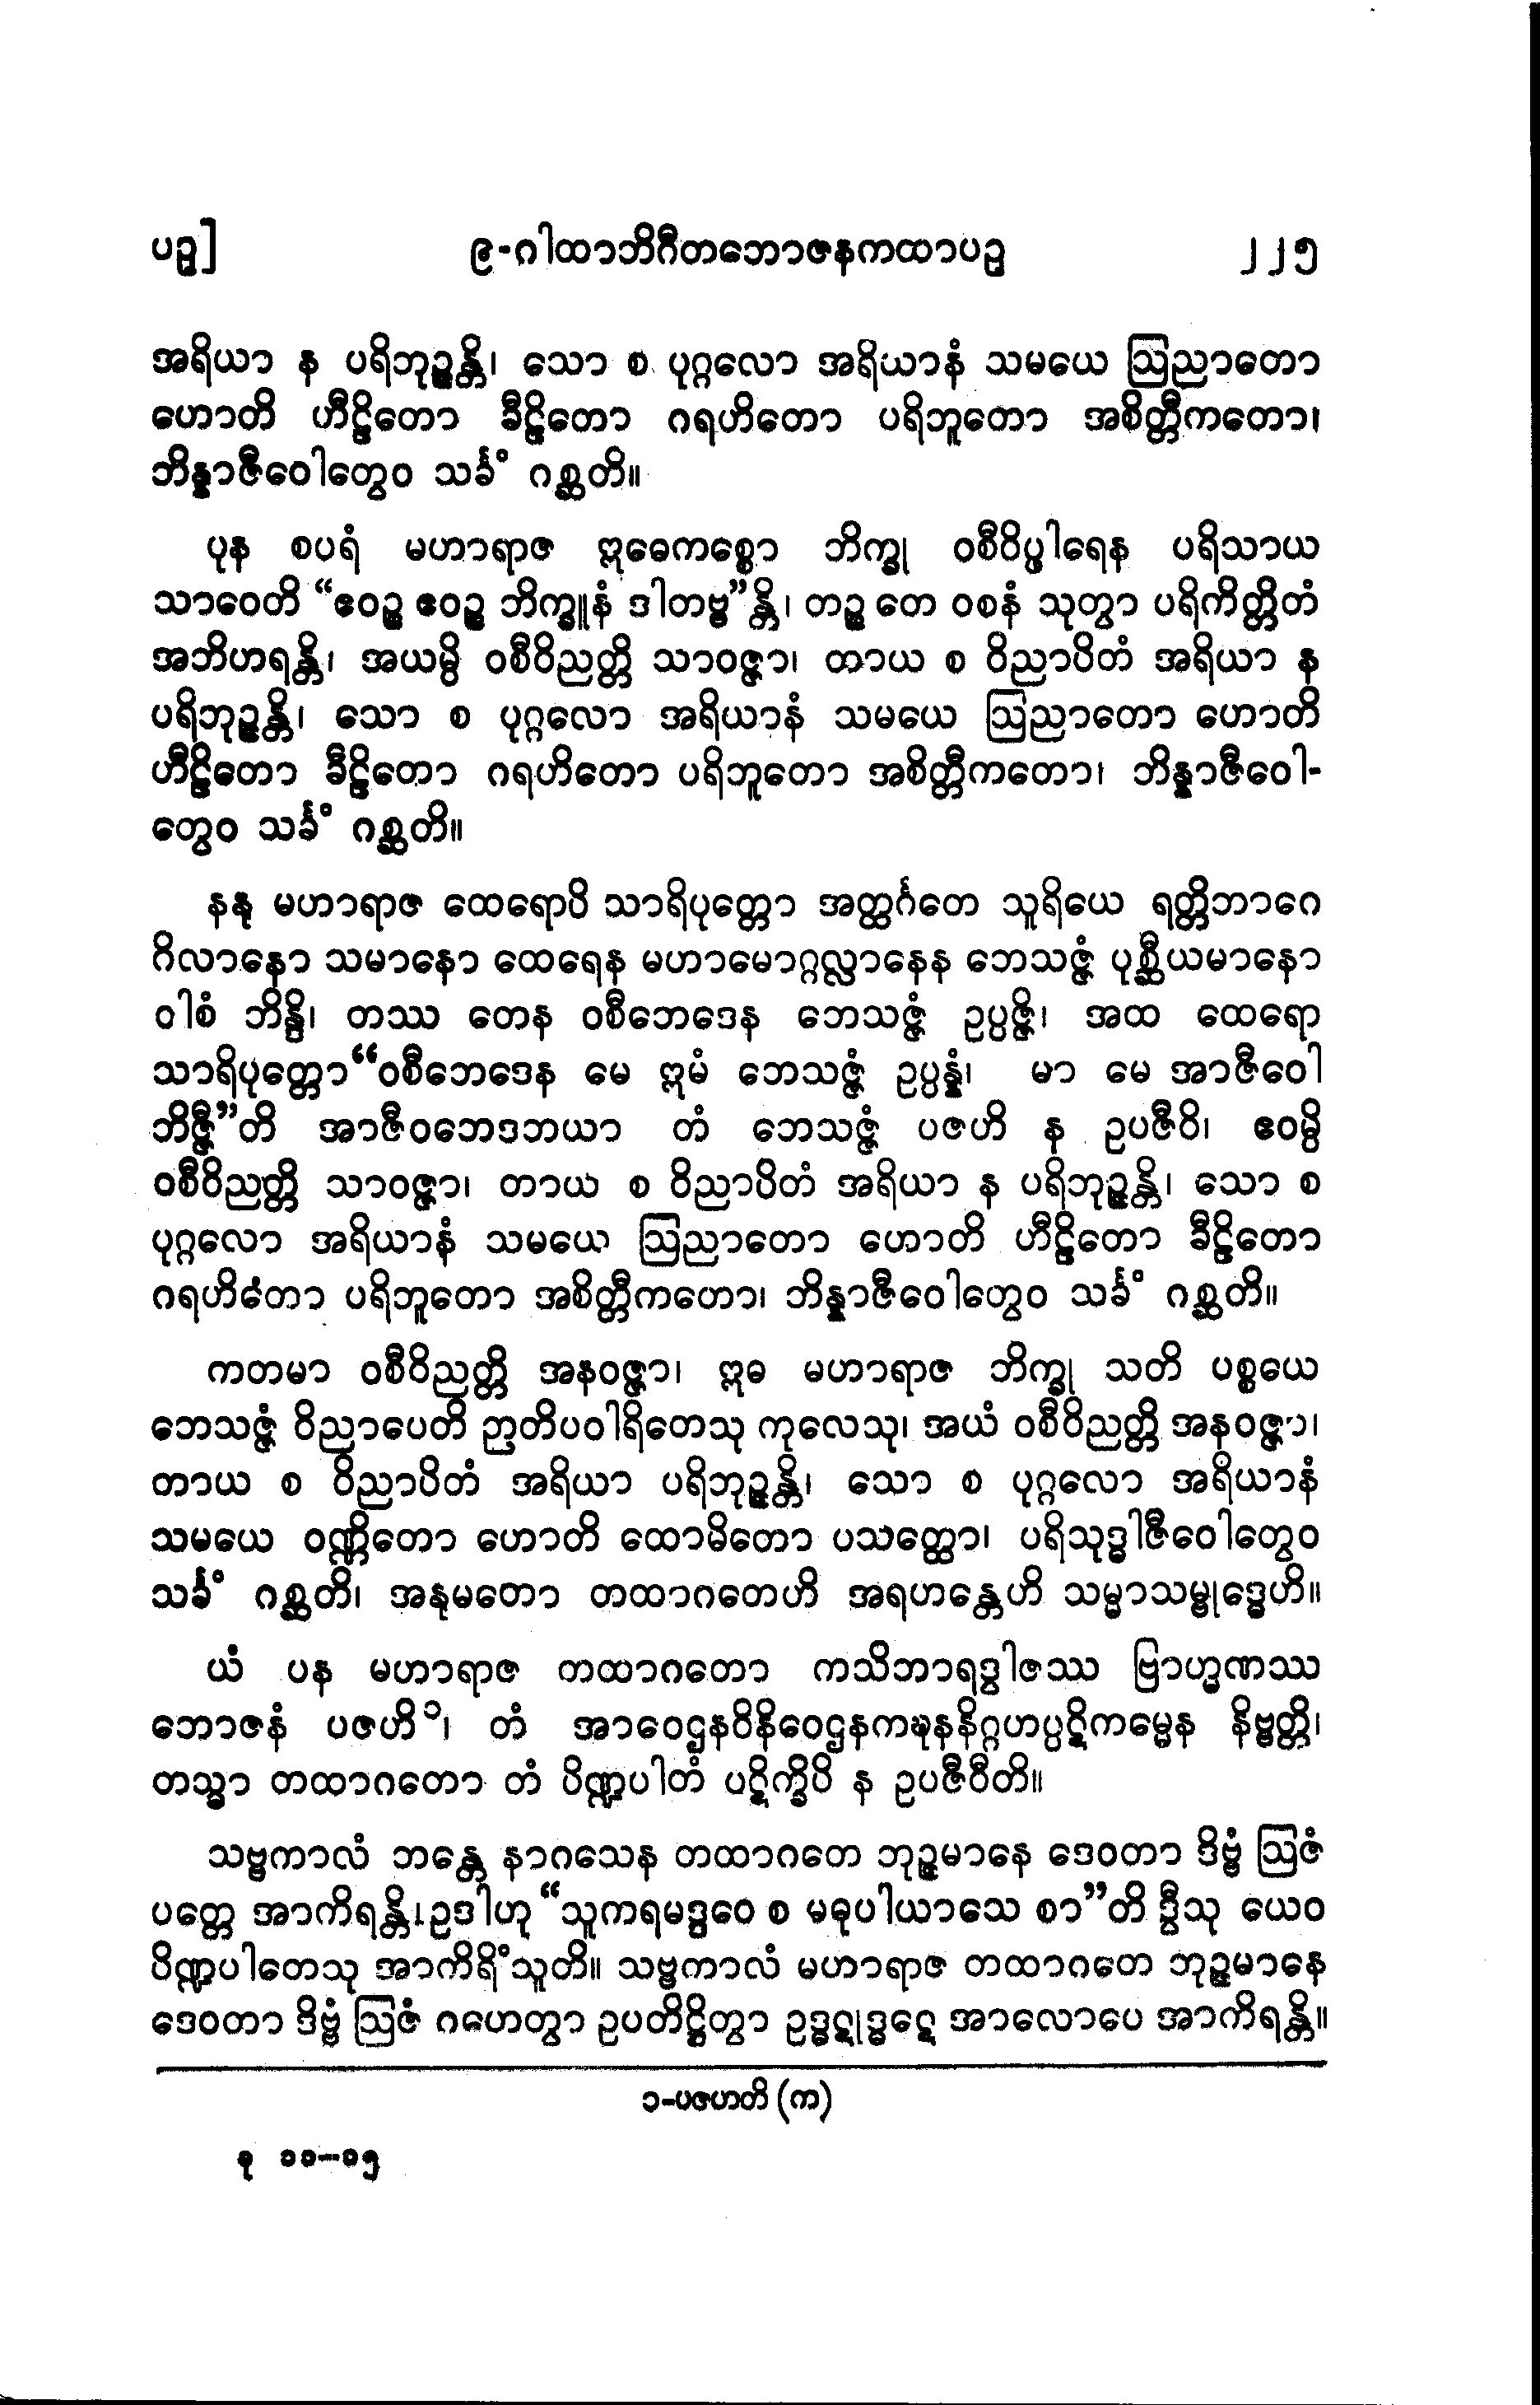 ပဥှ]	၉-ဂါထာဘိဂီတဘောဇနကထာပဥှ	၂၂၅
အရိယာ န ပရိဘုဉ္ဇန္တိ၊ သော စ ပုဂ္ဂလော အရိယာနံ သမယေ ဩညာတော
ဟောတိ ဟီဠိတော ခီဠိတော ဂရဟိတော ပရိဘူတော အစိတ္တီကတော၊
ဘိန္နာဇီဝေါတွေဝ သင်္ခံ ဂစ္ဆတိ။
ပုန စပရံ မဟာရာဇ ဣဓေကစ္စော ဘိက္ခု ဝစီဝိပ္ဖါရေန ပရိသာယ
သာဝေတိ “ဧဝဉ္စ ဧဝဉ္စ ဘိက္ခူနံ ဒါတဗ္ဗ”န္တိ၊ တဉ္စ တေ ဝစနံ သုတွာ ပရိကိတ္တိတံ
အဘိဟရန္တိ၊ အယမ္ပိ ဝစီဝိညတ္တိ သာဝဇ္ဇာ၊ တာယ စ ဝိညာပိတံ အရိယာ န
ပရိဘုဉ္ဇန္တိ၊ သော စ ပုဂ္ဂလော အရိယာနံ သမယေ ဩညာတော ဟောတိ
ဟီဠိတော ခီဠိတော ဂရဟိတော ပရိဘူတော အစိတ္တီကတော၊ ဘိန္နာဇီဝေါ-
တွေဝ သင်္ခံ ဂစ္ဆတိ။
နနု မဟာရာဇ ထေရောပိ သာရိပုတ္တော အတ္ထင်္ဂတေ သူရိယေ ရတ္တိဘာဂေ
ဂိလာနော သမာနော ထေရေန မဟာမောဂ္ဂလ္လာနေန ဘေသဇ္ဇံ ပုစ္ဆီယမာနော
ဝါစံ ဘိန္ဒိ၊ တဿ တေန ဝစီဘေဒေန ဘေသဇ္ဇံ ဥပ္ပဇ္ဇိ၊ အထ ထေရော
သာရိပုတ္တော“ဝစီဘေဒေန မေ ဣမံ ဘေသဇ္ဇံ ဥပ္ပန္နံ၊ မာ မေ အာဇီဝေါ
ဘိဇ္ဇီ”တိ အာဇီဝဘေဒဘယာ တံ ဘေသဇ္ဇံ ပဇဟိ န ဥပဇီဝိ၊ ဧဝမ္ပိ
ဝစီဝိညတ္တိ သာဝဇ္ဇာ၊ တာယ စ ဝိညာပိတံ အရိယာ န ပရိဘုဉ္ဇန္တိ၊ သော စ
ပုဂ္ဂလော အရိယာနံ သမယေ ဩညာတော ဟောတိ ဟီဠိတော ခီဠိတော
ဂရဟိတော ပရိဘူတော အစိတ္တီကတော၊ ဘိန္နာဇီဝေါတွေဝ သင်္ခံ ဂစ္ဆတိ။
ကတမာ ဝစီဝိညတ္တိ အနဝဇ္ဇာ၊ ဣဓ မဟာရာဇ ဘိက္ခု သတိ ပစ္စယေ
ဘေသဇ္ဇံ ဝိညာပေတိ ဉာတိပဝါရိတေသု ကုလေသု၊ အယံ ဝစီဝိညတ္တိ အနဝဇ္ဇာ၊
တာယ စ ဝိညာပိတံ အရိယာ ပရိဘုဉ္ဇန္တိ၊ သော စ ပုဂ္ဂလော အရိယာနံ
သမယေ ဝဏ္ဏိတော ဟောတိ ထောမိတော ပသတ္ထော၊ ပရိသုဒ္ဓါဇီဝေါတွေဝ
သင်္ခံ ဂစ္ဆတိ၊ အနုမတော တထာဂတေဟိ အရဟန္တေဟိ သမ္မာသမ္ဗုဒ္ဓေဟိ။
ယံ ပန မဟာရာဇ တထာဂတော ကသိဘာရဒွါဇဿ ဗြာဟ္မဏဿ
ဘောဇနံ ပဇဟိ၁၊ တံ အာဝေဌနဝိနိဝေဌနကဍ္ဎနနိဂ္ဂဟပ္ပဋိကမ္မေန နိဗ္ဗတ္တိ၊
တသ္မာ တထာဂတော တံ ပိဏ္ဍပါတံ ပဋိက္ခိပိ န ဥပဇီဝီတိ။
သဗ္ဗကာလံ ဘန္တေ နာဂသေန တထာဂတေ ဘုဉ္ဇမာနေ ဒေဝတာ ဒိဗ္ဗံ ဩဇံ
ပတ္တေ အာကိရန္တိ၊ဥဒါဟု “သူကရမဒ္ဒဝေ စ မဓုပါယာသေ စာ”တိ ဒွီသု ယေဝ
ပိဏ္ဍပါတေသု အာကိရိံသူတိ။ သဗ္ဗကာလံ မဟာရာဇ တထာဂတေ ဘုဉ္ဇမာနေ
ဒေဝတာ ဒိဗ္ဗံ ဩဇံ ဂဟေတွာ ဥပတိဋ္ဌိတွာ ဥဒ္ဓဋုဒ္ဓဋေ အာလောပေ အာကိရန္တိ။
၁-ပဇဟတိ (က)
ခု ၁၁-၁၅